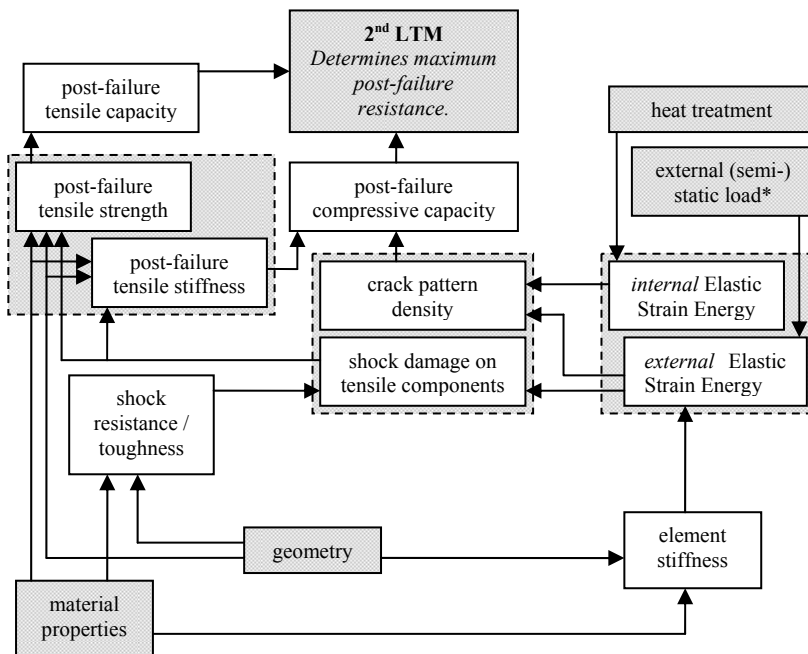 2nd LTM
Determines maximum
post-failure
resistance.
post-failure
tensile capacity
heat treatment
external (semi-)
static load*
post-failure
tensile strength
post-failure
compressive capacity
post-failure
tensile stiffness
crack pattern
density
internal Elastic
Strain Energy
shock damage on
tensile components
external Elastic
Strain Energy
shock
resistance /
toughness
geometry
element
stiffness
material
properties